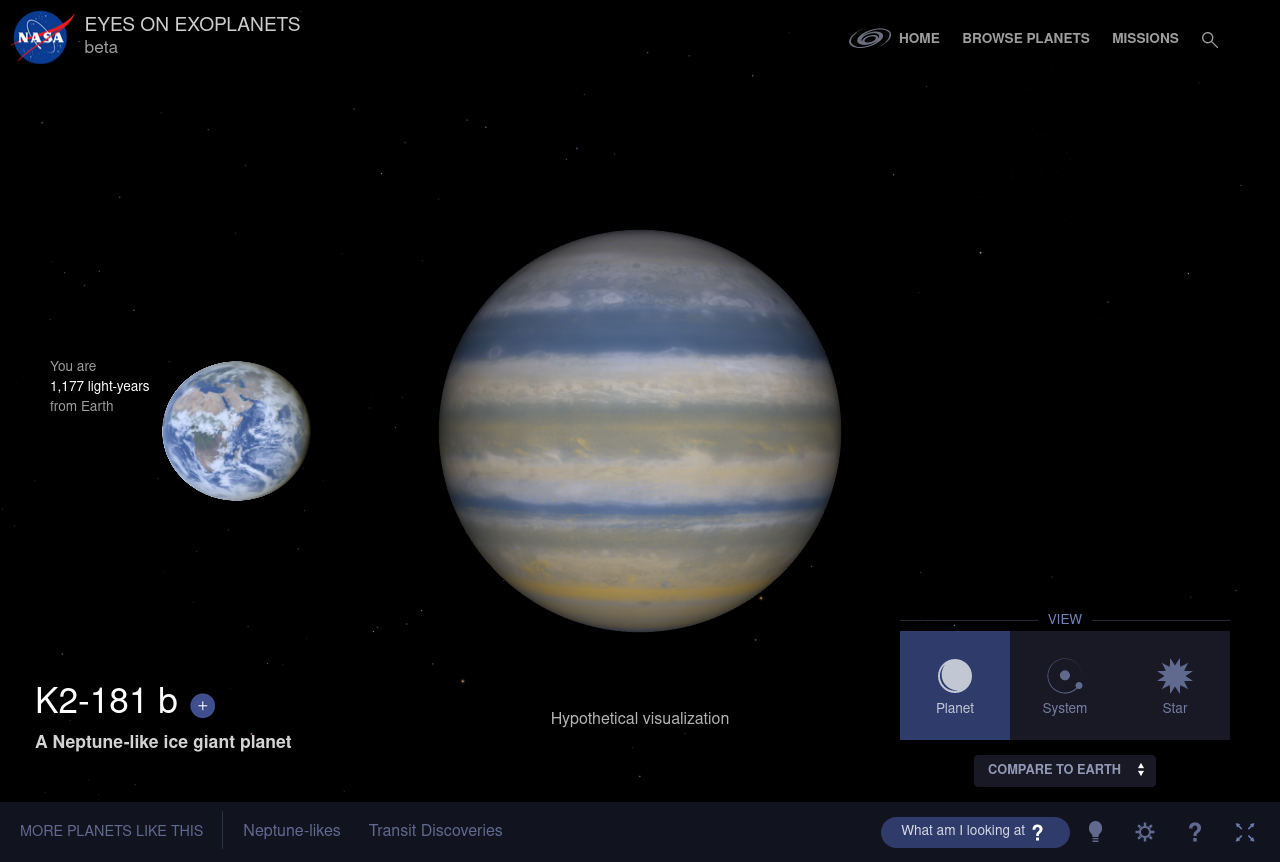 NASA
EYES ON EXOPLANETS
beta
HOME
BROWSE PLANETS
MISSIONS
You are
1,177 light-years
from Earth
VIEW
Planet
System
Star
K2-181 b +
A Neptune-like ice giant planet
Hypothetical visualization
COMPARE TO EARTH
MORE PLANETS LIKE THIS
Neptune-likes
Transit Discoveries
What am I looking at ?
?